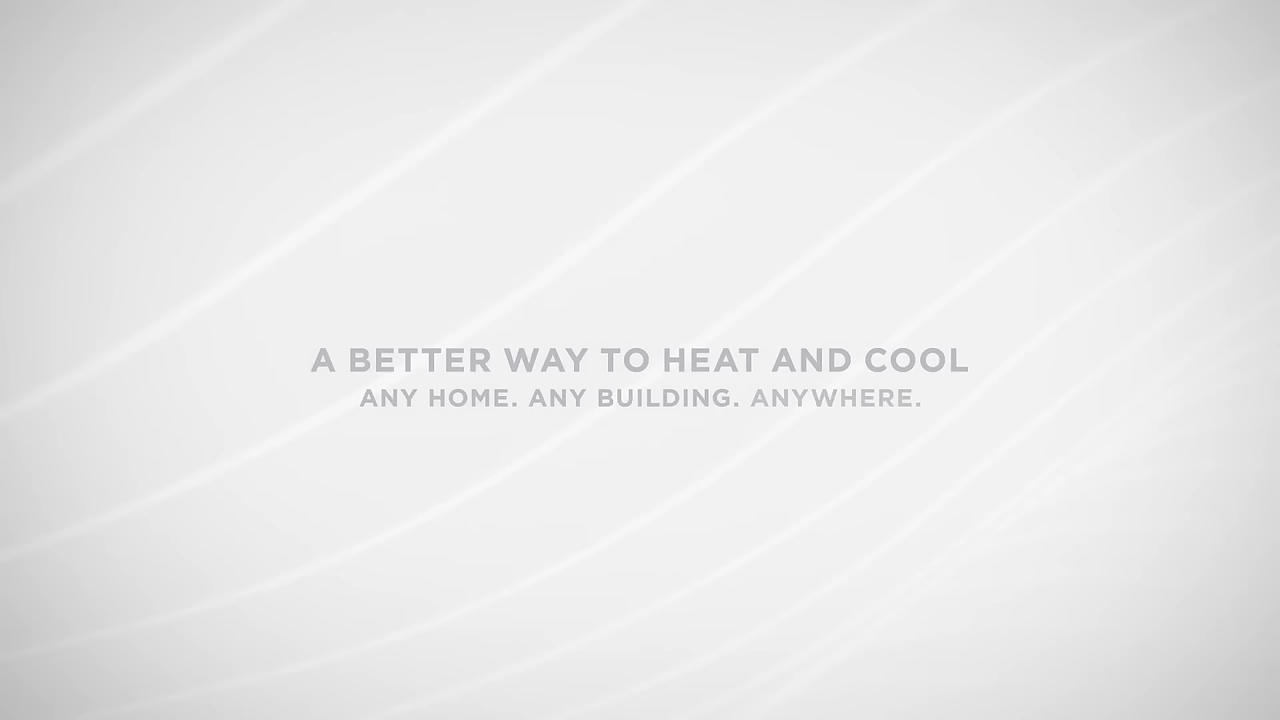 A BETTER WAY TO HEAT AND COOL
ANY HOME. ANY BUILDING. ANYWHERE.